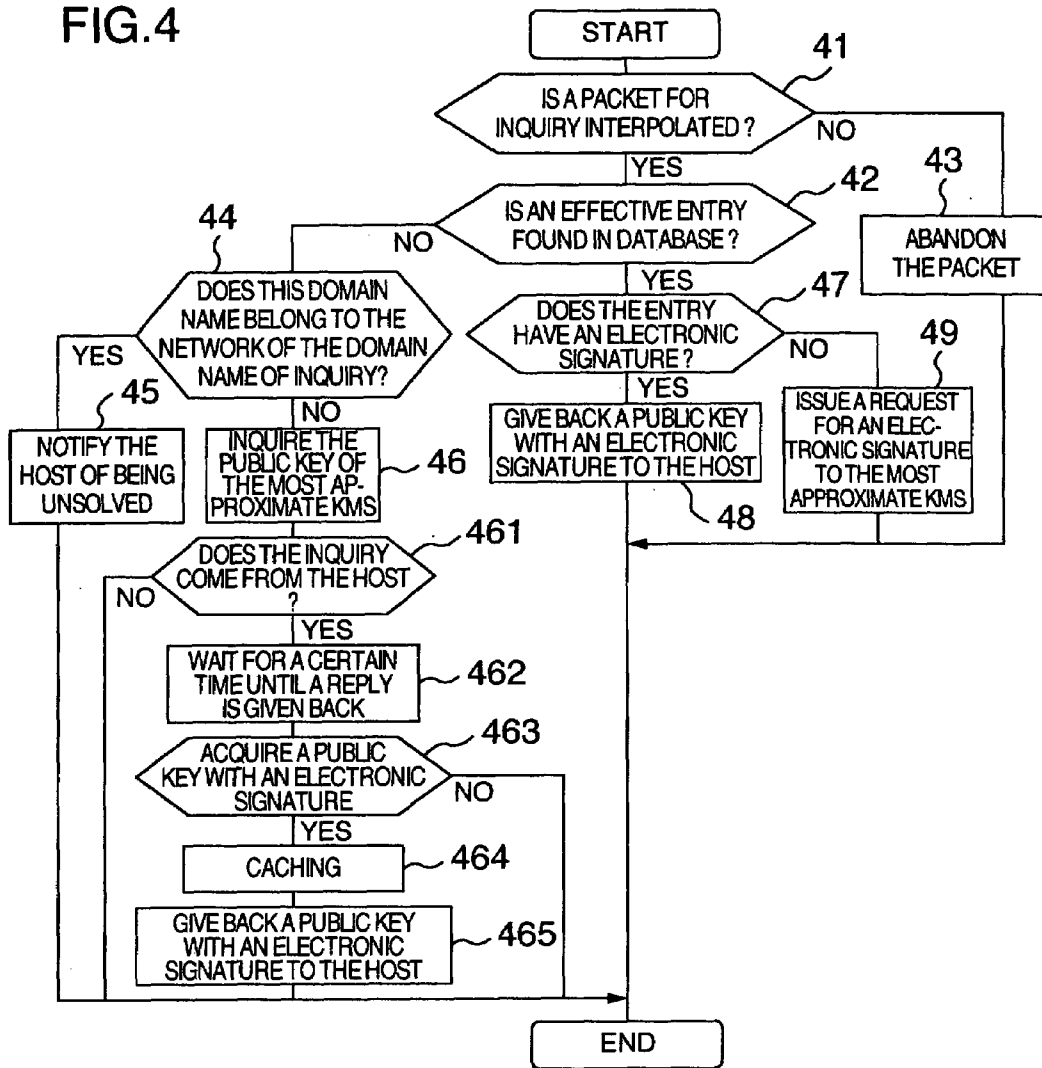 FIG.4
START
41
IS A PACKET FOR
INQUIRY INTERPOLATED ?
NO
YES
42
43
IS AN EFFECTIVE ENTRY
FOUND IN DATABASE ?
NO
ABANDON
THE PACKET
44
YES
47
DOES THIS DOMAIN
NAME BELONG TO THE
NETWORK OF THE DOMAIN
NAME OF INQUIRY?
YES
DOES THE ENTRY
HAVE AN ELECTRONIC
SIGNATURE ?
NO
49
45
NO
YES
NOTIFY THE
HOST OF BEING
UNSOLVED
INQUIRE THE
PUBLIC KEY OF
THE MOST AP-
PROXIMATE KMS
46
GIVE BACK A PUBLIC KEY
WITH AN ELECTRONIC
SIGNATURE TO THE HOST
48
ISSUE A REQUEST
FOR AN ELEC-
TRONIC SIGNATURE
TO THE MOST
APPROXIMATE KMS
461
DOES THE INQUIRY
COME FROM THE HOST
?
NO
YES
WAIT FOR A CERTAIN
TIME UNTIL A REPLY
IS GIVEN BACK
462
463
ACQUIRE A PUBLIC
KEY WITH AN ELECTRONIC
SIGNATURE
NO
YES
CACHING
464
GIVE BACK A PUBLIC KEY
WITH AN ELECTRONIC
SIGNATURE TO THE HOST
465
END